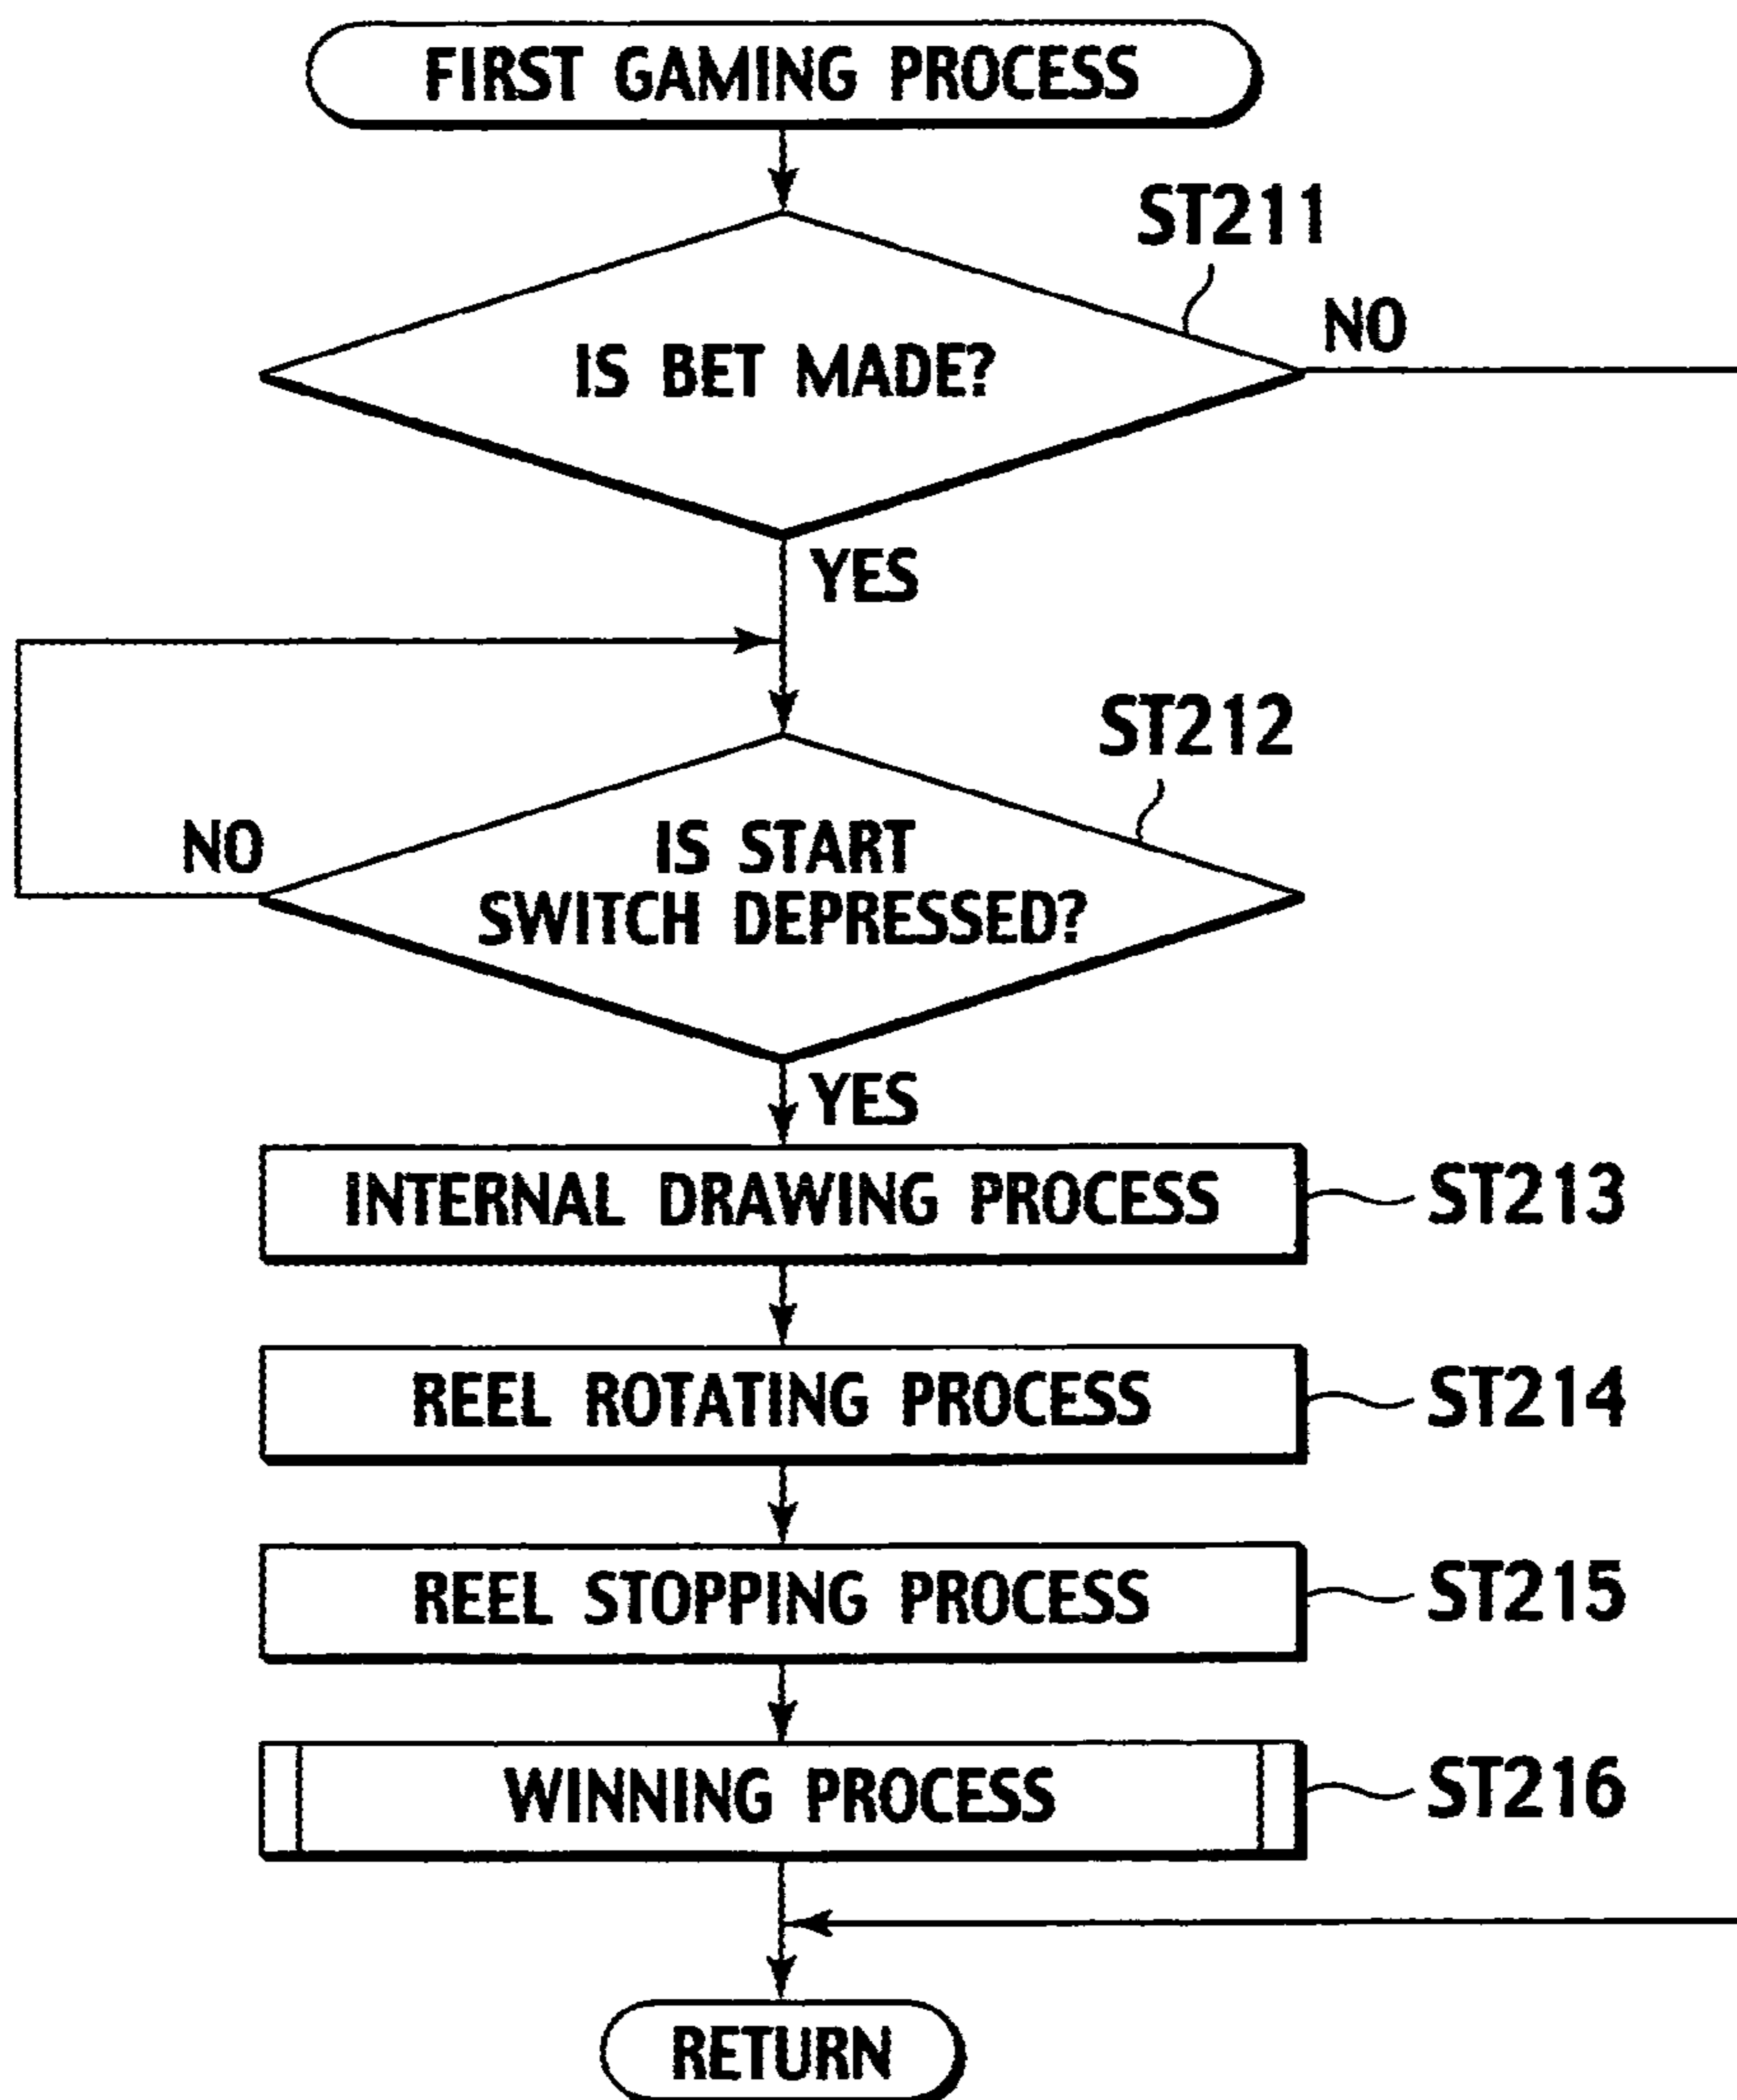 FIRST GAMING PROCESS
ST211
NO
IS BET MADE?
YES
ST212
NO
IS START
SWITCH DEPRESSED?
YES
INTERNAL DRAWING PROCESS
ST213
REEL ROTATING PROCESS
ST214
REEL STOPPING PROCESS
ST215
WINNING PROCESS
ST216
RETURN